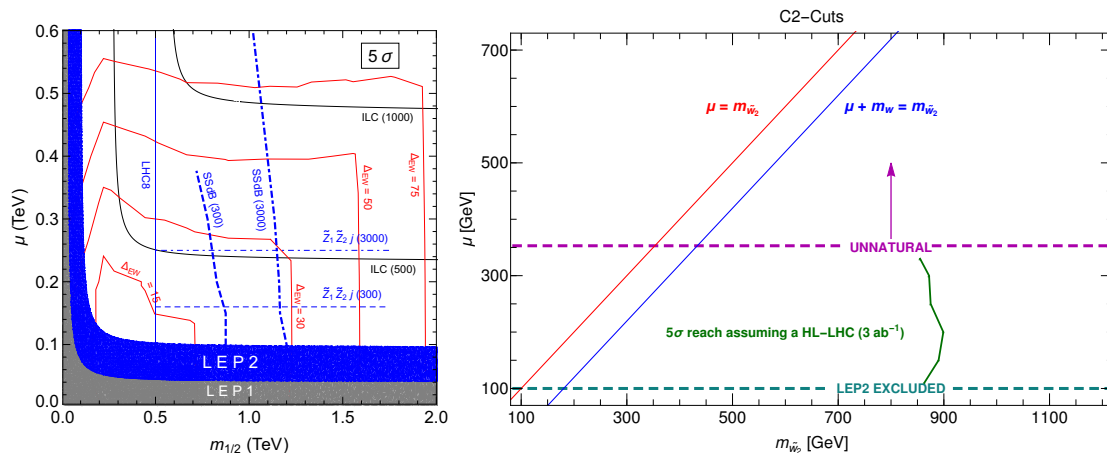 5 σ
0.6
0.5
0.4
0.3
0.2
0.1
0.0
μ (TeV)
0.0 0.5 1.0 1.5 2.0
m1/2 (TeV)
ILC (1000)
ILC (500)
LHC8
SSdB (300)
SSdB (3000)
Z̃1 Z̃2 j (3000)
Z̃1 Z̃2 j (300)
ΔEW = 15
ΔEW = 30
ΔEW = 50
ΔEW = 75
LEP2
LEP1
C2-Cuts
700
500
300
100
μ [GeV]
μ = mw̃2
μ + mw = mw̃2
UNNATURAL
5σ reach assuming a HL-LHC (3 ab⁻¹)
LEP2 EXCLUDED
100 300 500 700 900 1100
mw̃2 [GeV]